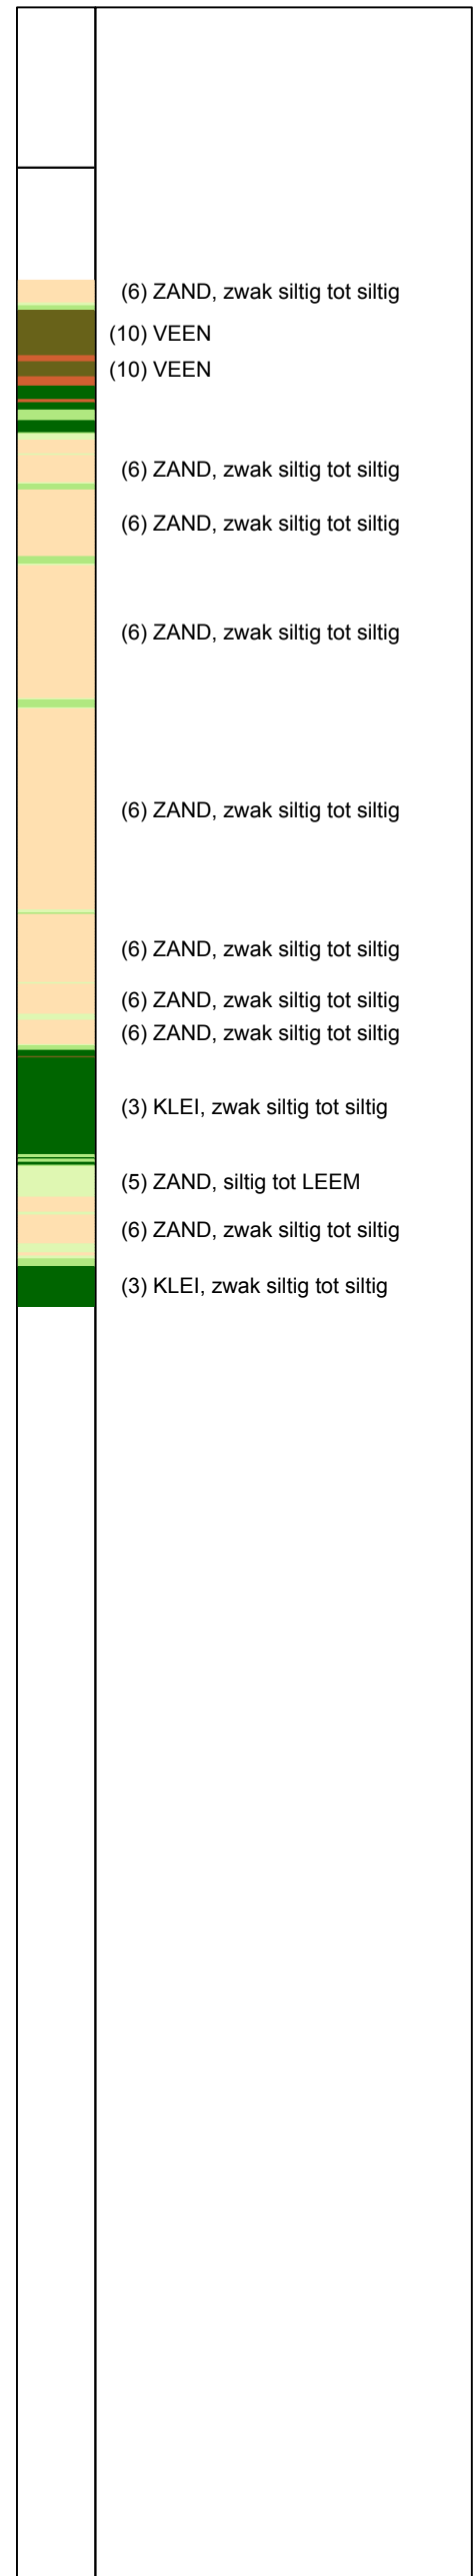 (6) ZAND, zwak siltig tot siltig
(10) VEEN
(10) VEEN
(6) ZAND, zwak siltig tot siltig
(6) ZAND, zwak siltig tot siltig
(6) ZAND, zwak siltig tot siltig
(6) ZAND, zwak siltig tot siltig
(6) ZAND, zwak siltig tot siltig
(6) ZAND, zwak siltig tot siltig
(6) ZAND, zwak siltig tot siltig
(3) KLEI, zwak siltig tot siltig
(5) ZAND, siltig tot LEEM
(6) ZAND, zwak siltig tot siltig
(3) KLEI, zwak siltig tot siltig